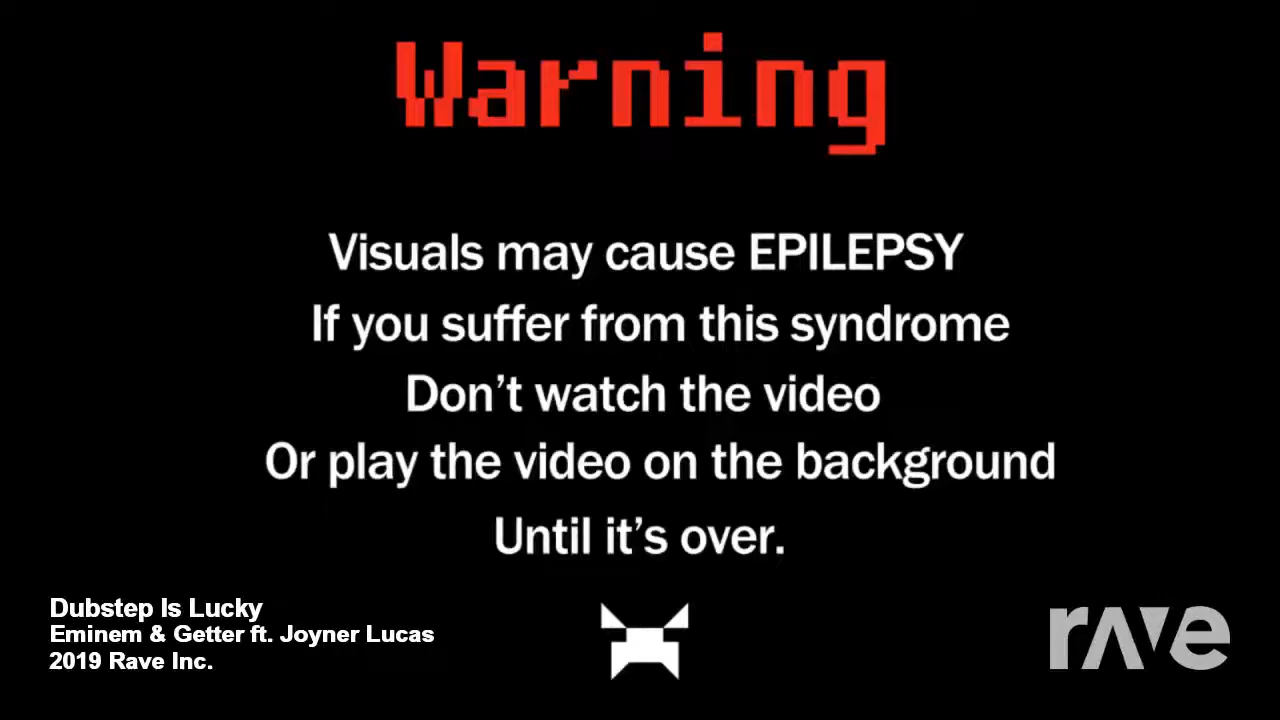 Warning
Visuals may cause EPILEPSY
If you suffer from this syndrome
Don’t watch the video
Or play the video on the background
Until it’s over.
Dubstep Is Lucky
Eminem & Getter ft. Joyner Lucas
2019 Rave Inc.
rave